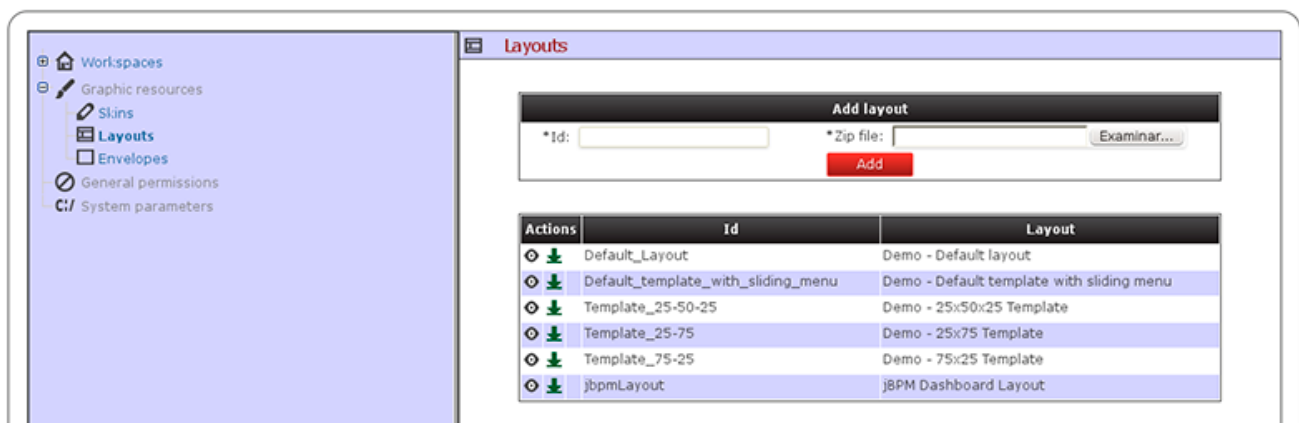 Workspaces
Graphic resources
Skins
Layouts
Envelopes
General permissions
C:/ System parameters
Layouts
Add layout
*Id: *Zip file: Examinar...
Add
Actions Id Layout
Default_Layout Demo - Default layout
Default_template_with_sliding_menu Demo - Default template with sliding menu
Template_25-50-25 Demo - 25x50x25 Template
Template_25-75 Demo - 25x75 Template
Template_75-25 Demo - 75x25 Template
jbpmLayout jBPM Dashboard Layout